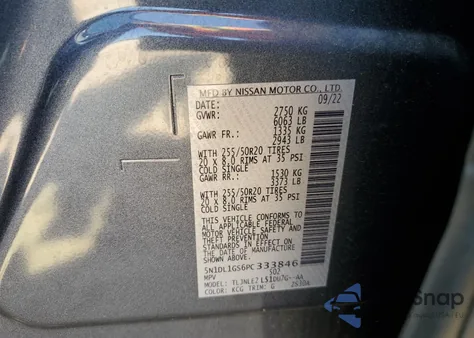 MFD BY NISSAN MOTOR CO., LTD.
DATE: 09/22
GVWR: 2750 KG
6063 LB
GAWR FR.: 1335 KG
2943 LB
WITH 255/50R20 TIRES
20 x 8.0 RIMS AT 35 PSI
COLD SINGLE
GAWR RR.: 1530 KG
3373 LB
WITH 255/50R20 TIRES
20 x 8.0 RIMS AT 35 PSI
COLD SINGLE
THIS VEHICLE CONFORMS TO
ALL APPLICABLE FEDERAL
MOTOR VEHICLE SAFETY
AND THEFT PREVENTION
STANDARDS IN EFFECT
ON THE DATE OF
MANUFACTURE SHOWN ABOVE
5N1DL1GS6PC333846
MPV
MODEL:
COLOR: KCG TRIM: G
Snap